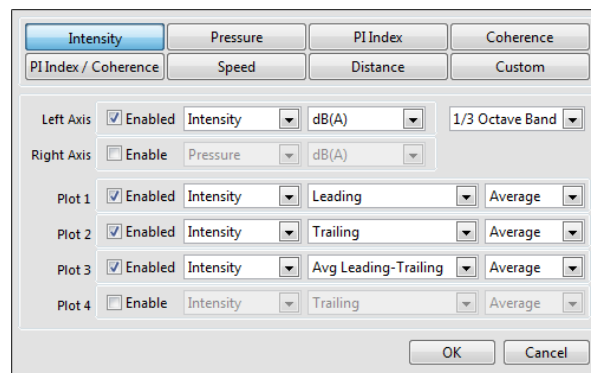 Intensity Pressure PI Index Coherence
PI Index / Coherence Speed Distance Custom
Left Axis Enabled Intensity dB(A) 1/3 Octave Band
Right Axis Enable Pressure dB(A)
Plot 1 Enabled Intensity Leading Average
Plot 2 Enabled Intensity Trailing Average
Plot 3 Enabled Intensity Avg Leading-Trailing Average
Plot 4 Enable Intensity Trailing Average
OK Cancel